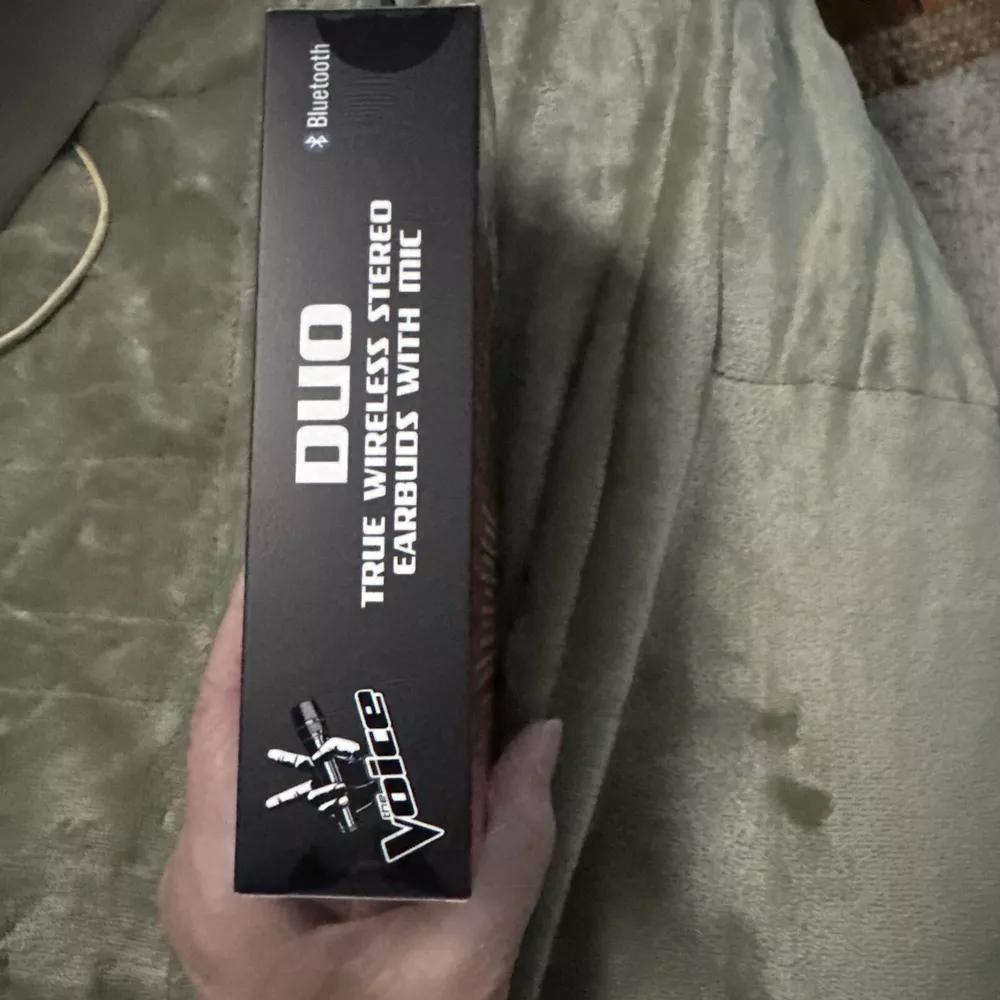 the
Voice
DUO
TRUE WIRELESS STEREO
EARBUDS WITH MIC
Bluetooth